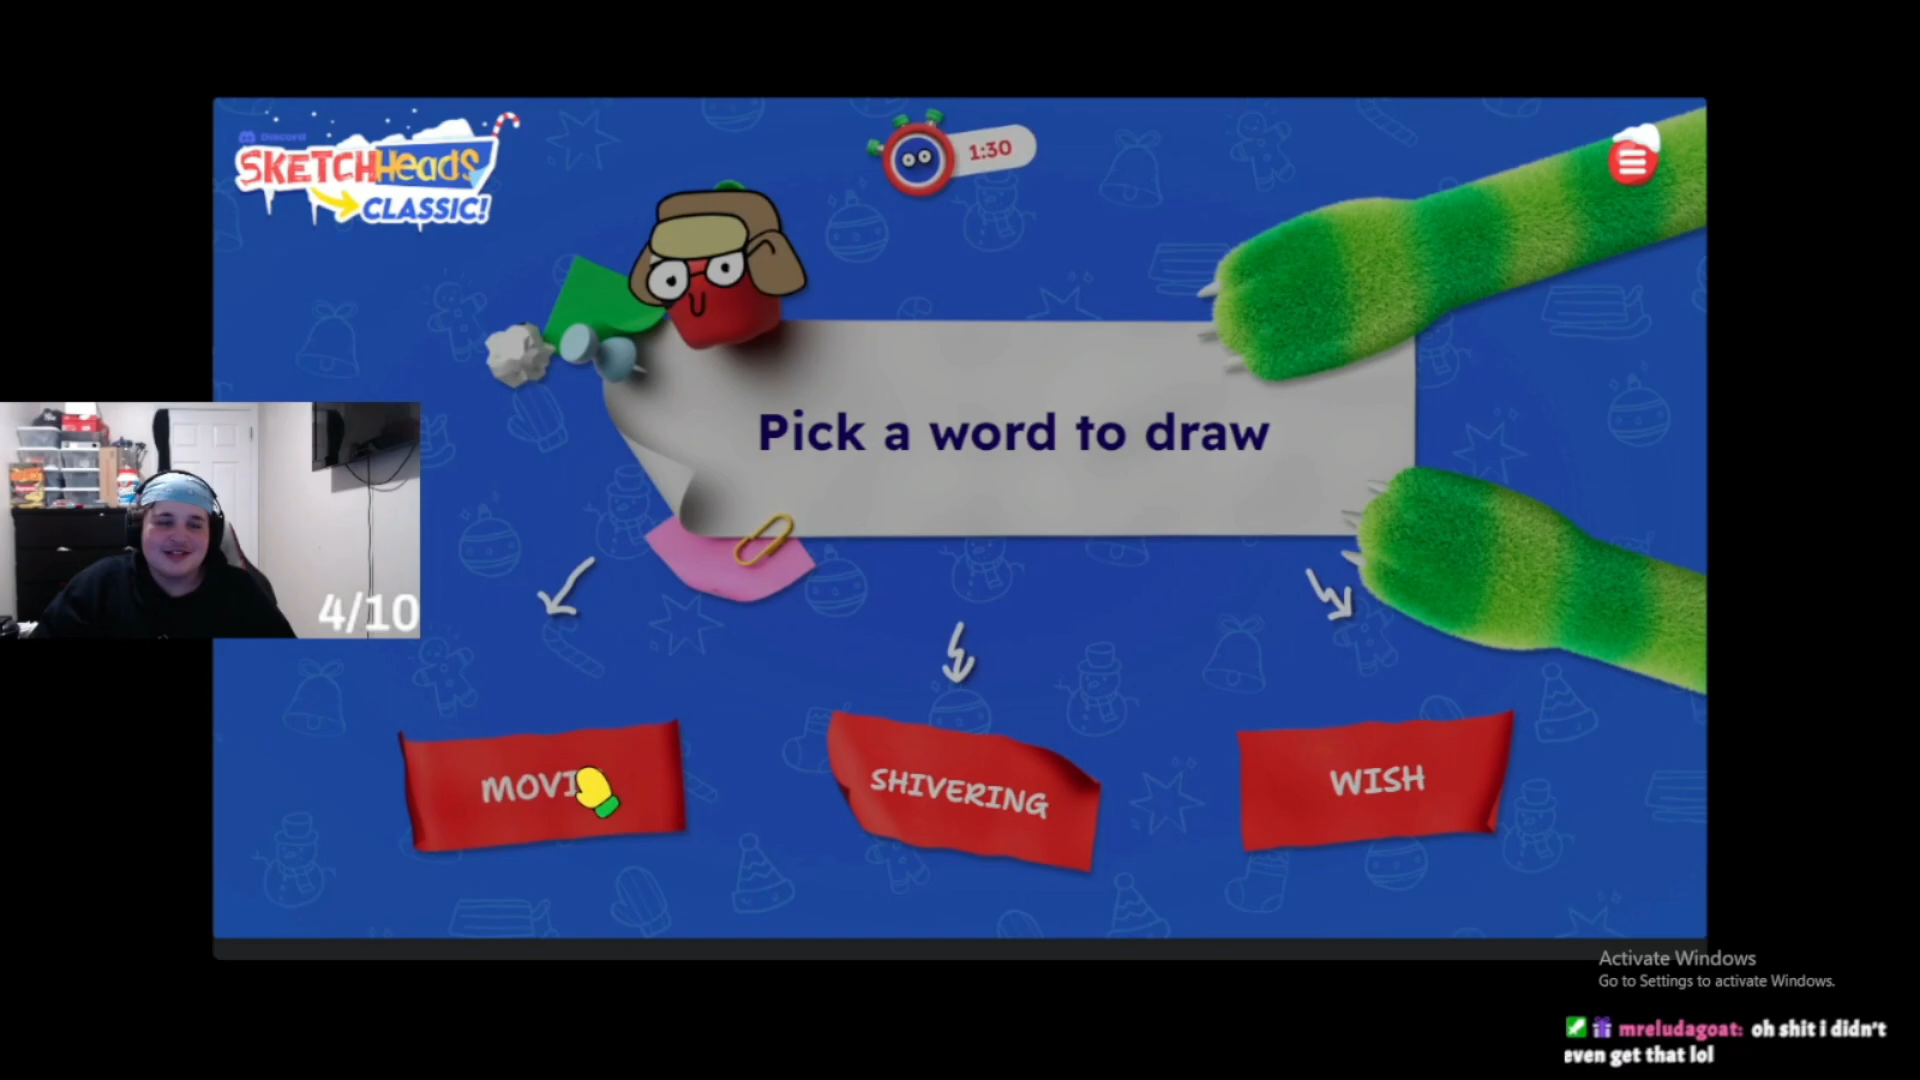 Discord
SKETCHHeadS
CLASSIC!
1:30
Pick a word to draw
4/10
SHIVERING
WISH
Activate Windows
Go to Settings to activate Windows.
mreludagoat: oh shit i didn't
even get that lol